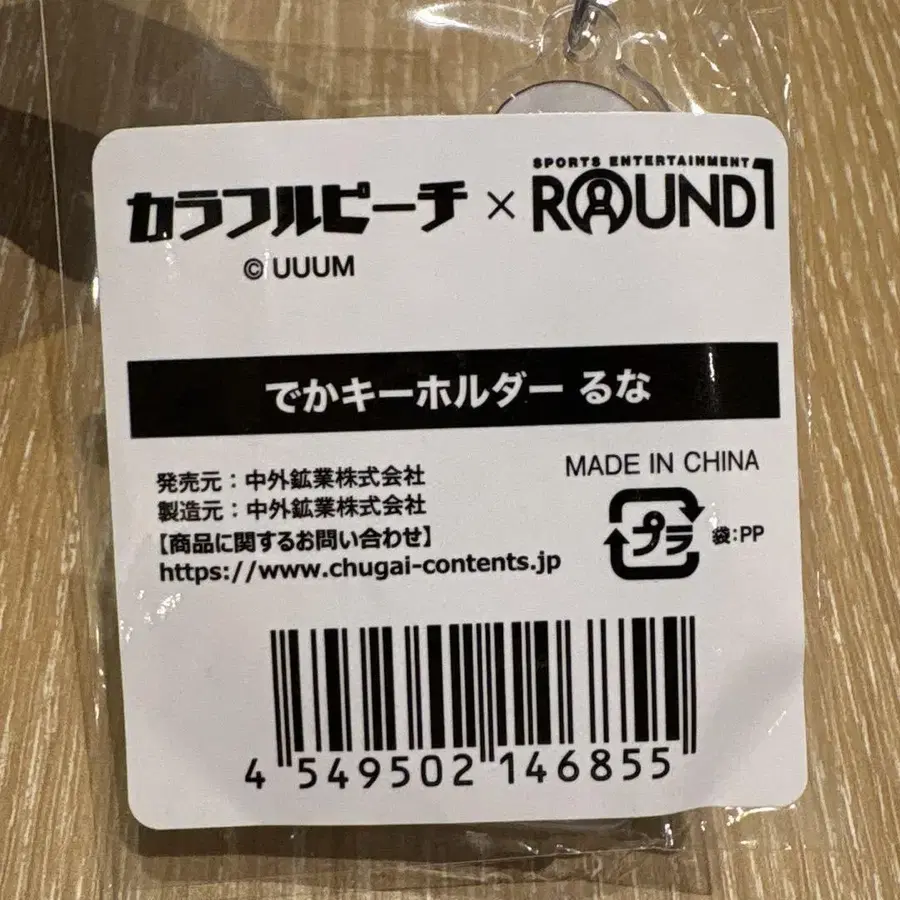 カラフルピーチ × SPORTS ENTERTAINMENT ROUND1
© UUUM
でかキーホルダー るな
発売元：中外鉱業株式会社
MADE IN CHINA
製造元：中外鉱業株式会社
【商品に関するお問い合わせ】
https://www.chugai-contents.jp
プラ 袋:PP
4 549502 146855